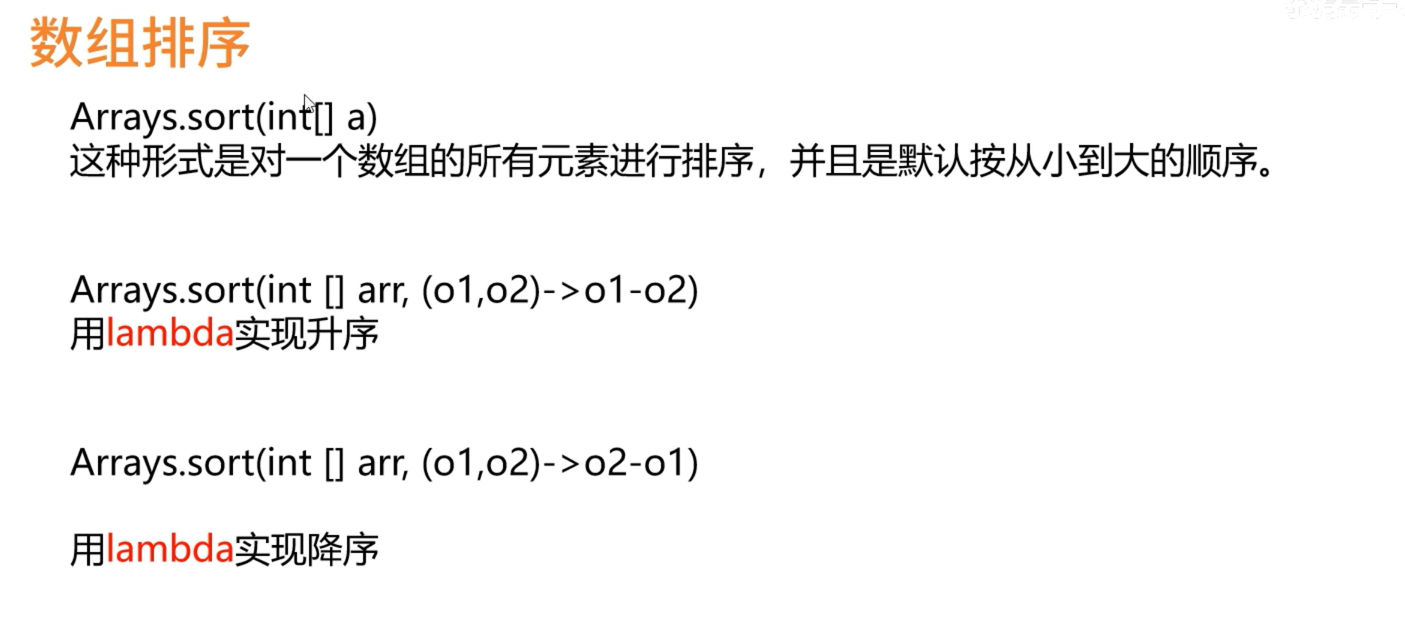 数组排序
Arrays.sort(int[] a)
这种形式是对一个数组的所有元素进行排序，并且是默认按从小到大的顺序。
Arrays.sort(int [] arr, (o1,o2)->o1-o2)
用lambda实现升序
Arrays.sort(int [] arr, (o1,o2)->o2-o1)
用lambda实现降序